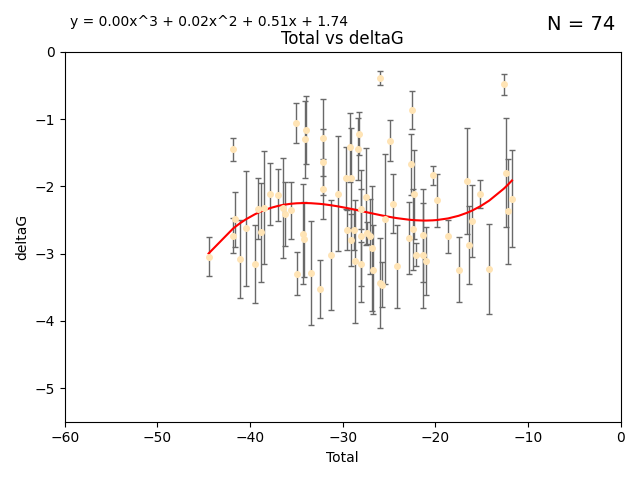 y = 0.00x^3 + 0.02x^2 + 0.51x + 1.74
N = 74
Total vs deltaG
0
−1
−2
−3
−4
−5
deltaG
−60 −50 −40 −30 −20 −10 0
Total